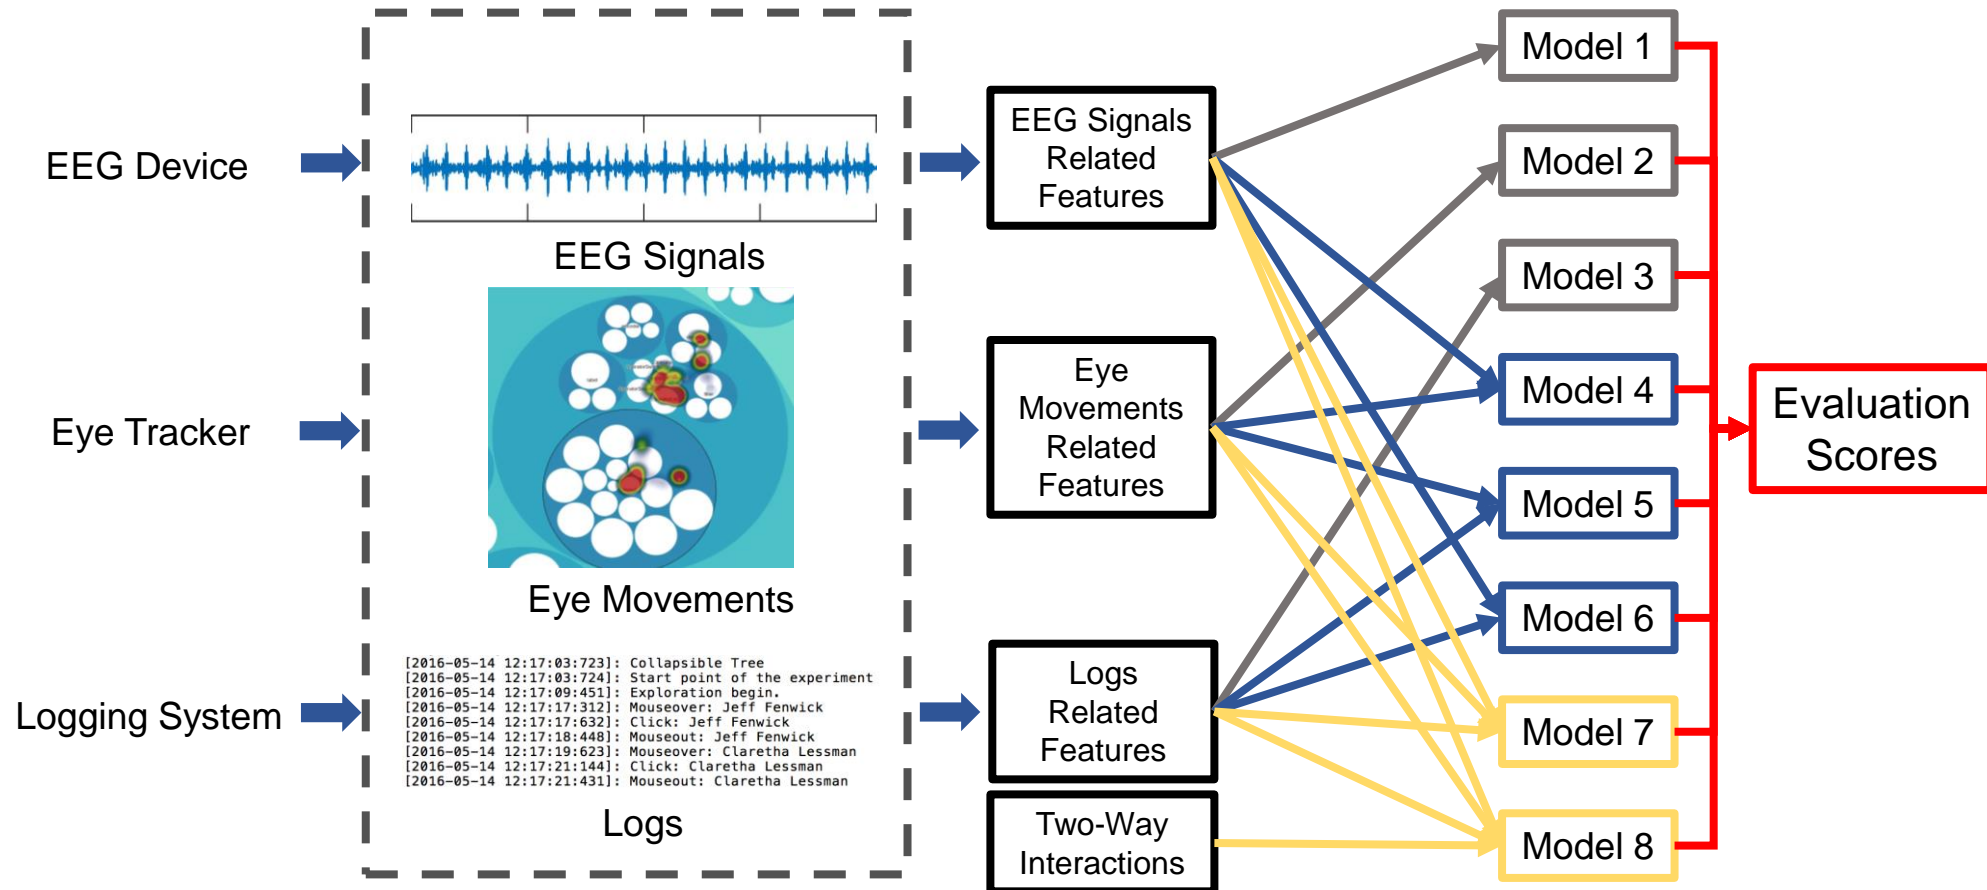 EEG Device
Eye Tracker
Logging System
EEG Signals
Eye Movements
[2016-05-14 12:17:03:723]: Collapsible Tree
[2016-05-14 12:17:03:724]: Start point of the experiment
[2016-05-14 12:17:09:451]: Exploration begin.
[2016-05-14 12:17:17:312]: Mouseover: Jeff Fenwick
[2016-05-14 12:17:17:632]: Click: Jeff Fenwick
[2016-05-14 12:17:18:448]: Mouseout: Jeff Fenwick
[2016-05-14 12:17:19:623]: Mouseover: Claretha Lessman
[2016-05-14 12:17:21:144]: Click: Claretha Lessman
[2016-05-14 12:17:21:431]: Mouseout: Claretha Lessman
Logs
EEG Signals
Related
Features
Eye
Movements
Related
Features
Logs
Related
Features
Two-Way
Interactions
Model 1
Model 2
Model 3
Model 4
Model 5
Model 6
Model 7
Model 8
Evaluation
Scores